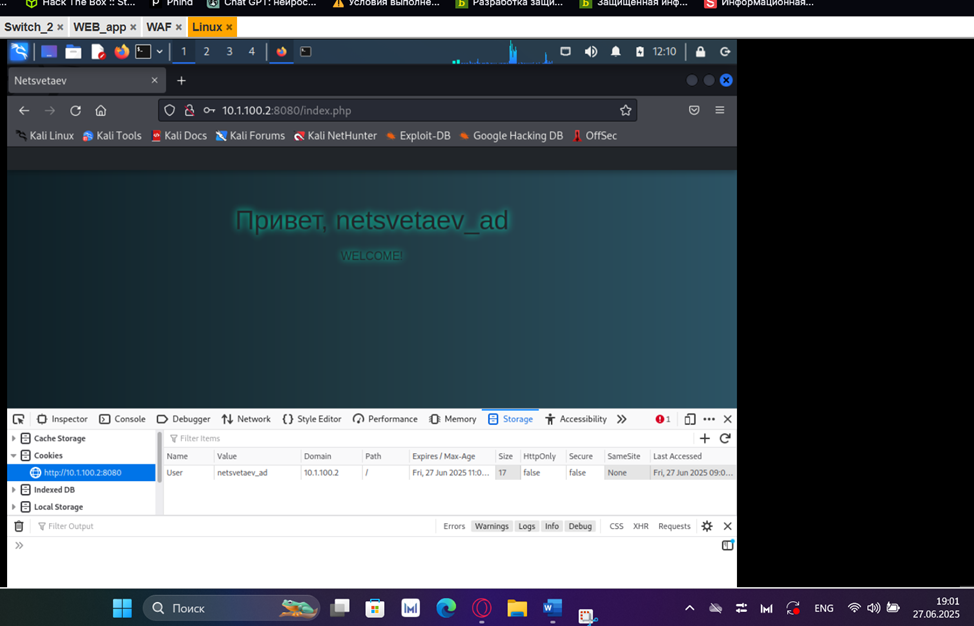 Hack The Box :: St...
Phind
Chat GPT: нейрос...
Условия выполне...
Разработка защи...
Защищенная инф...
Информационная...
Switch_2 × WEB_app × WAF × Linux ×
1 2 3 4 12:10
Netsvetaev
10.1.100.2:8080/index.php
Kali Linux Kali Tools Kali Docs Kali Forums Kali NetHunter Exploit-DB Google Hacking DB OffSec
Привет, netsvetaev_ad
WELCOME!
Inspector Console Debugger Network Style Editor Performance Memory Storage Accessibility 1
Cache Storage
Cookies
http://10.1.100.2:8080
Indexed DB
Local Storage
Filter Items
Name Value Domain Path Expires / Max-Age Size HttpOnly Secure SameSite Last Accessed
User netsvetaev_ad 10.1.100.2 / Fri, 27 Jun 2025 11:0... 17 false false None Fri, 27 Jun 2025 09:0...
Filter Output Errors Warnings Logs Info Debug CSS XHR Requests
Поиск
ENG
19:01
27.06.2025